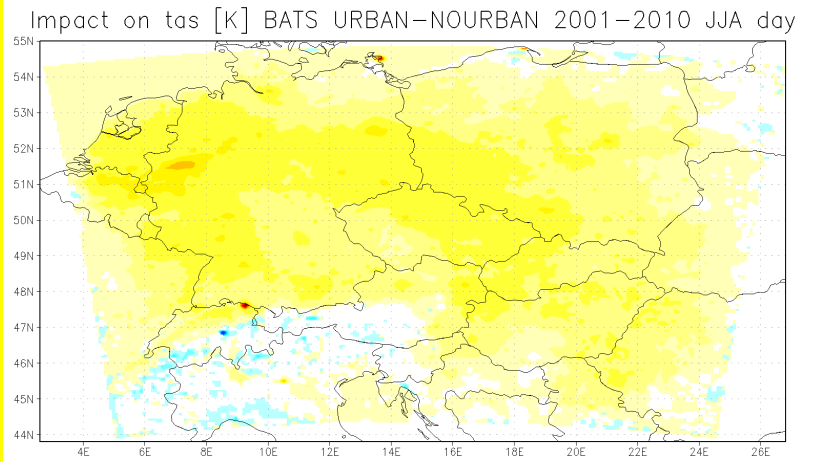 Impact on tas [K] BATS URBAN−NOURBAN 2001−2010 JJA day
55N
54N
53N
52N
51N
50N
49N
48N
47N
46N
45N
44N
4E 6E 8E 10E 12E 14E 16E 18E 20E 22E 24E 26E